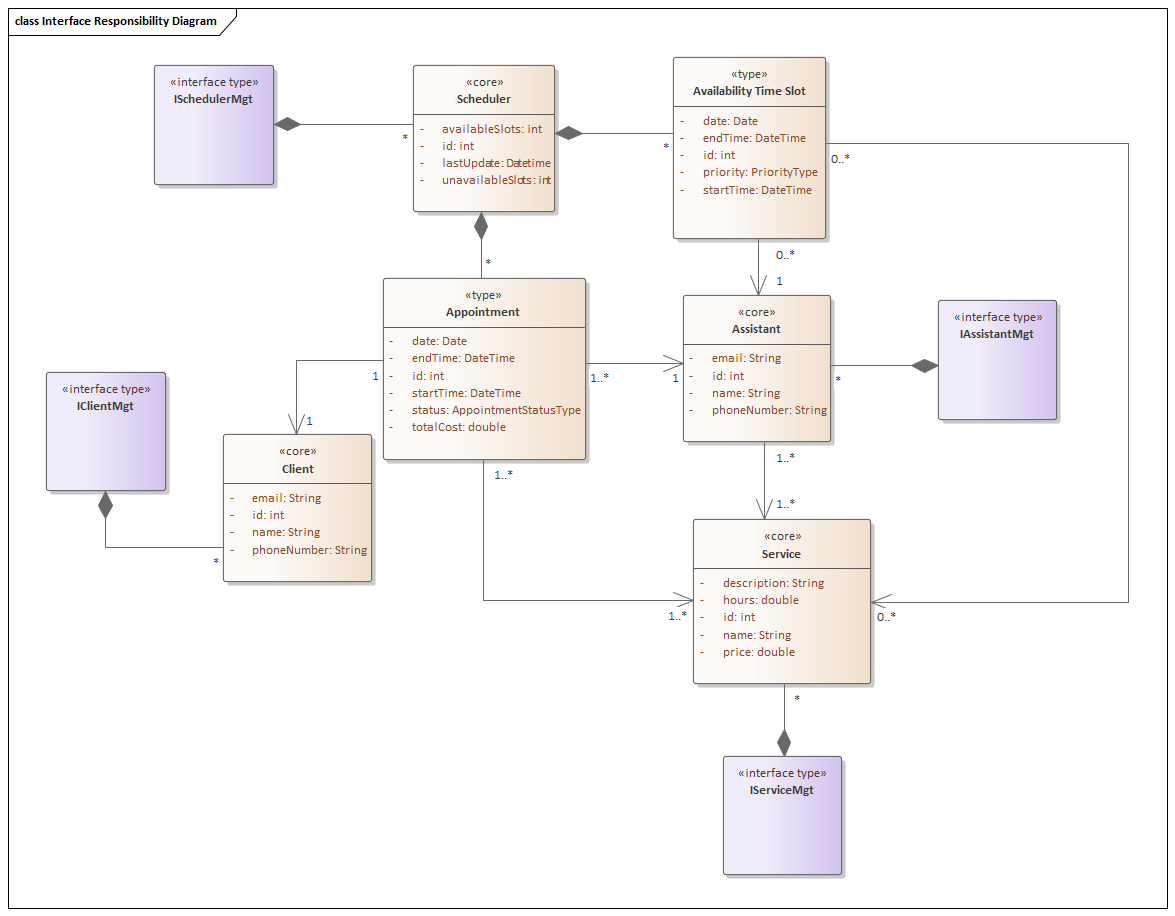 class Interface Responsibility Diagram
«interface type»
ISchedulerMgt
*
«core»
Scheduler
- availableSlots: int
- id: int
- lastUpdate: Datetime
- unavailableSlots: int
*
*
«type»
Availability Time Slot
- date: Date
- endTime: DateTime
- id: int
- priority: PriorityType
- startTime: DateTime
0..*
0..*
1
«type»
Appointment
- date: Date
- endTime: DateTime
- id: int
- startTime: DateTime
- status: AppointmentStatusType
- totalCost: double
1
1
1..*
1
1..*
1..*
«core»
Assistant
- email: String
- id: int
- name: String
- phoneNumber: String
*
1..*
1..*
«interface type»
IAssistantMgt
«interface type»
IClientMgt
*
«core»
Client
- email: String
- id: int
- name: String
- phoneNumber: String
«core»
Service
- description: String
- hours: double
- id: int
- name: String
- price: double
0..*
*
«interface type»
IServiceMgt